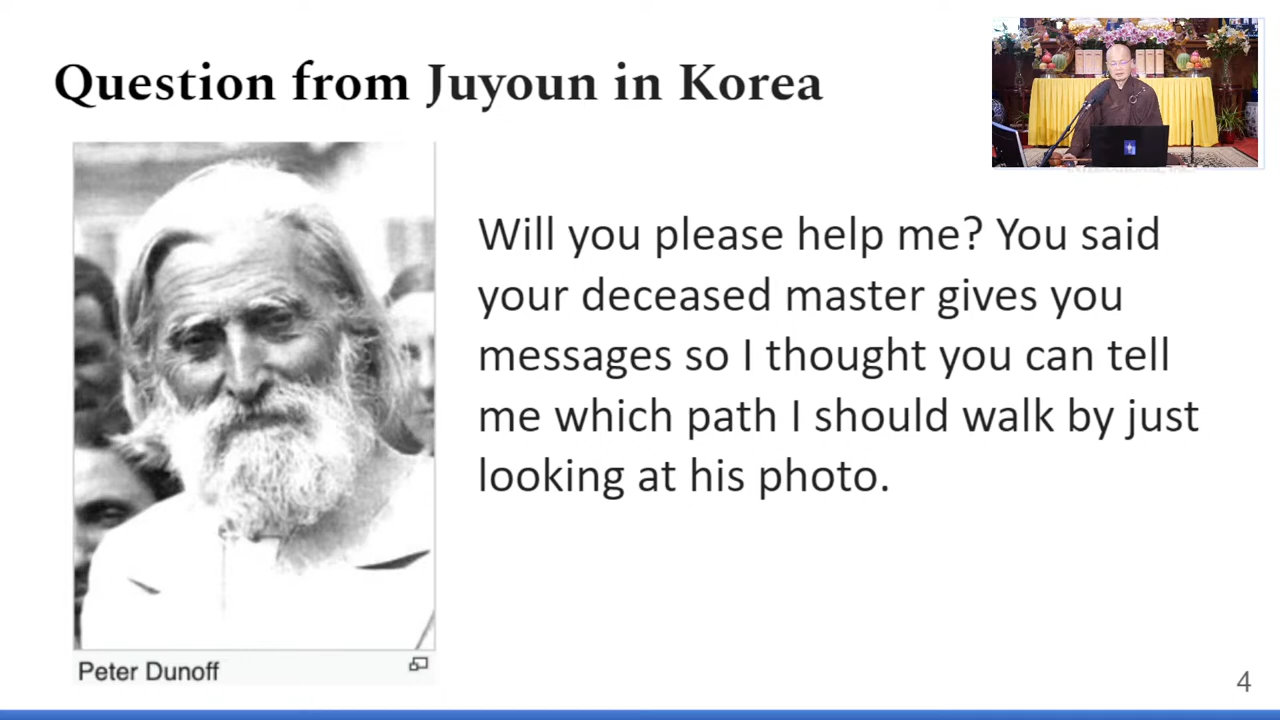 Question from Juyoun in Korea
Will you please help me? You said
your deceased master gives you
messages so I thought you can tell
me which path I should walk by just
looking at his photo.
Peter Dunoff
4